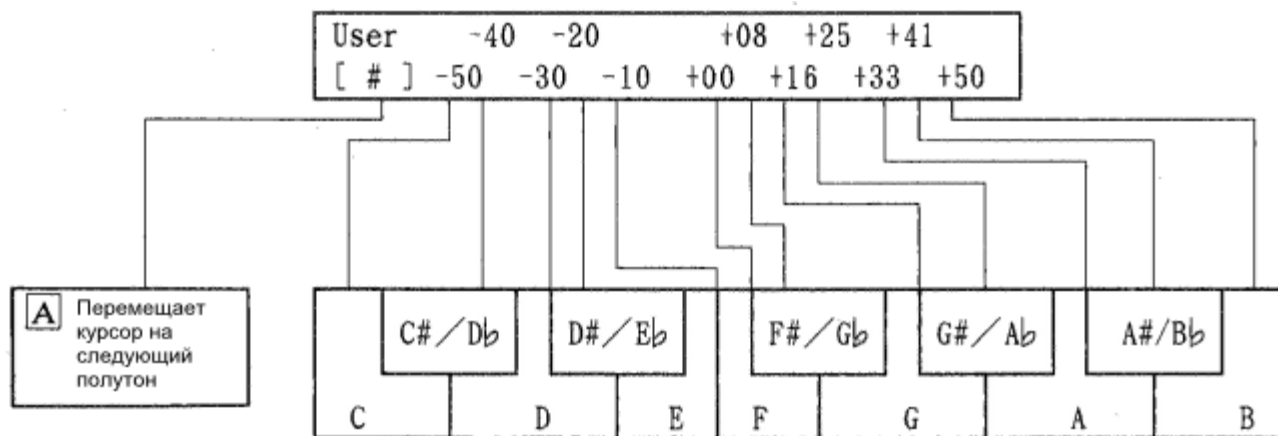 User -40 -20 +08 +25 +41
[ # ] -50 -30 -10 +00 +16 +33 +50
A Перемещает
курсор на
следующий
полутон
C#/D♭ D#/E♭ F#/G♭ G#/A♭ A#/B♭
C D E F G A B